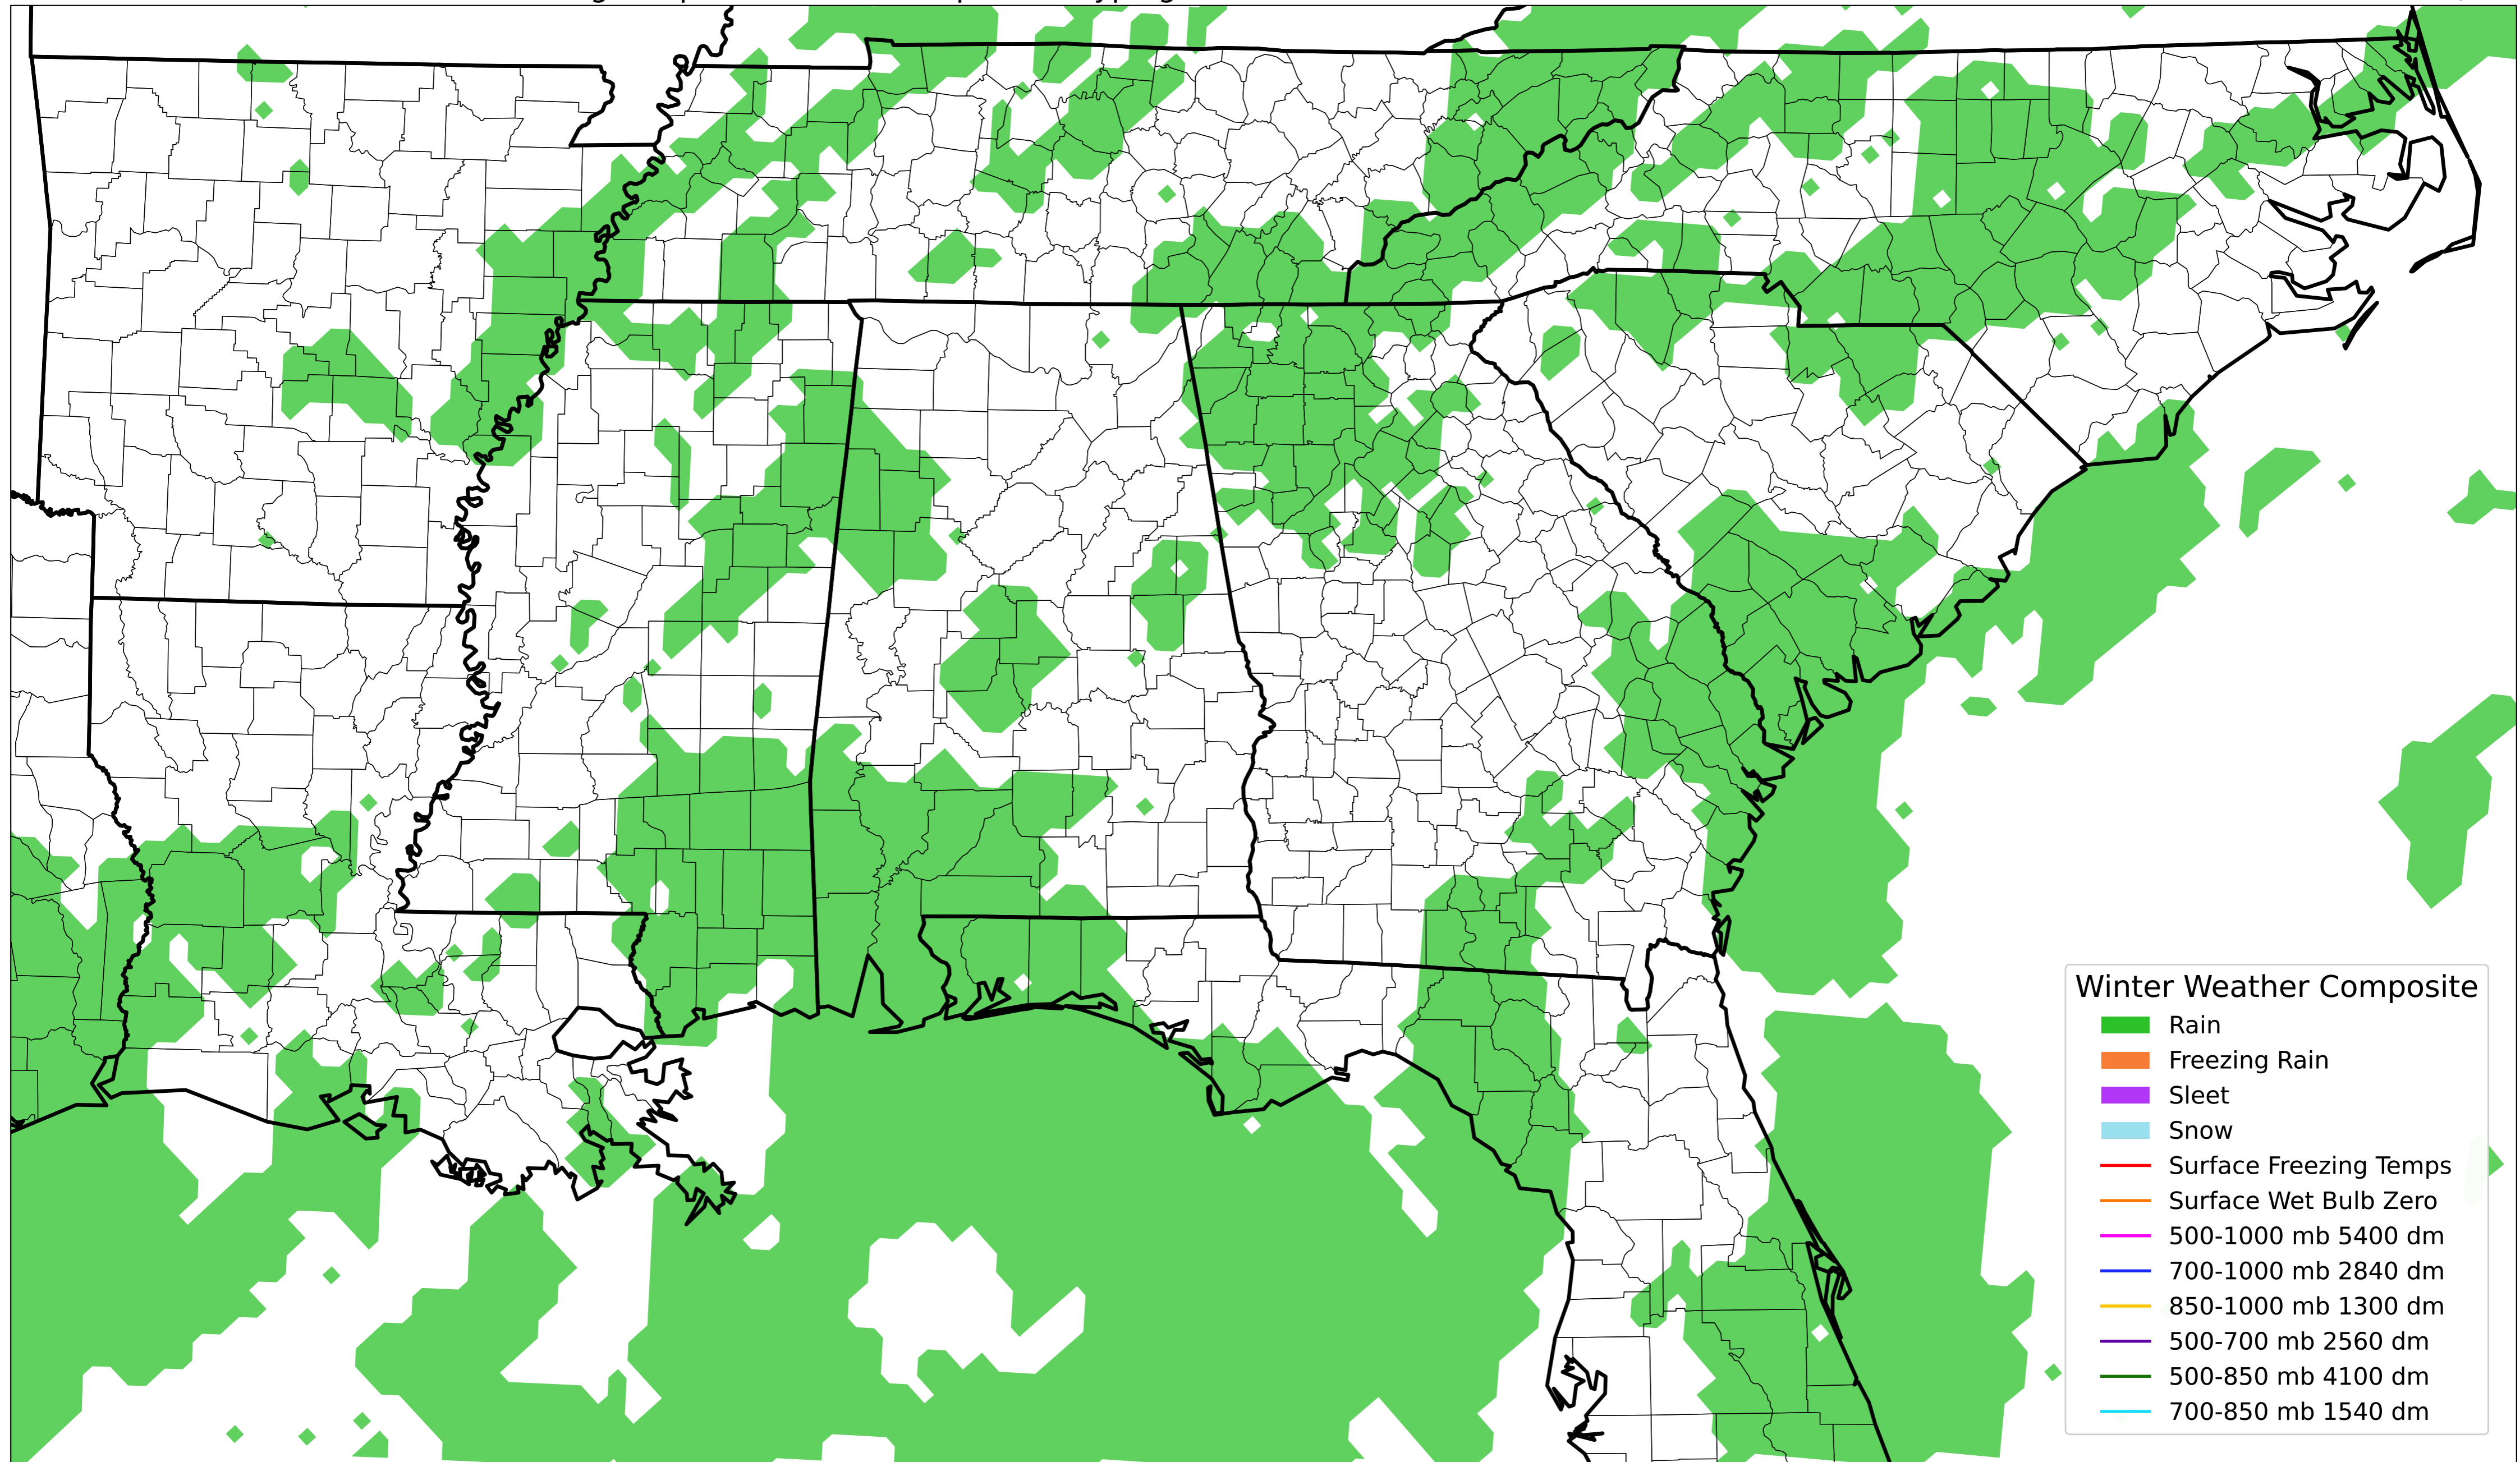 Winter Weather Composite
Rain
Freezing Rain
Sleet
Snow
Surface Freezing Temps
Surface Wet Bulb Zero
500-1000 mb 5400 dm
700-1000 mb 2840 dm
850-1000 mb 1300 dm
500-700 mb 2560 dm
500-850 mb 4100 dm
700-850 mb 1540 dm